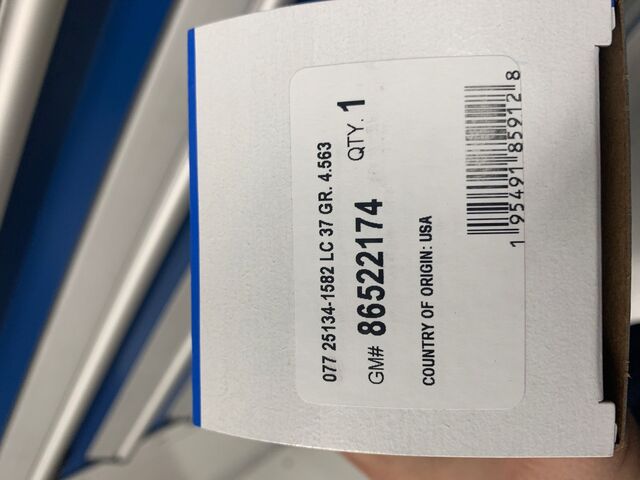 077 25134-1582 LC 37 GR. 4.563
GM# 86522174 QTY. 1
COUNTRY OF ORIGIN: USA
1 95491 85912 8